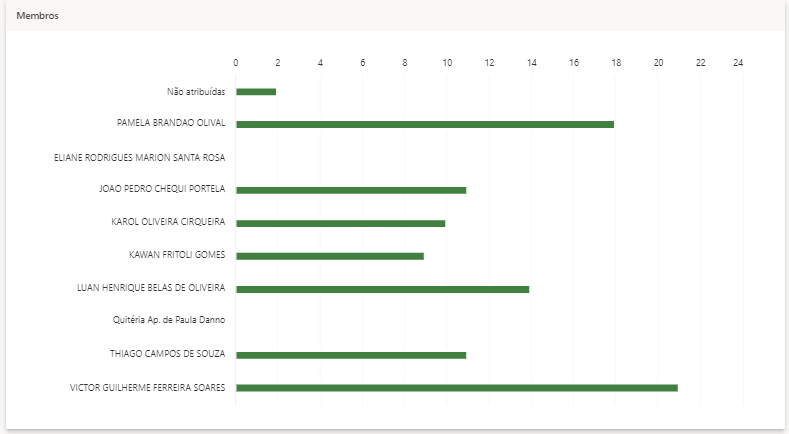 Membros
0 2 4 6 8 10 12 14 16 18 20 22 24
Não atribuídas
PAMELA BRANDAO OLIVAL
ELIANE RODRIGUES MARION SANTA ROSA
JOAO PEDRO CHEQUI PORTELA
KAROL OLIVEIRA CIRQUEIRA
KAWAN FRITOLI GOMES
LUAN HENRIQUE BELAS DE OLIVEIRA
Quitéria Ap. de Paula Danno
THIAGO CAMPOS DE SOUZA
VICTOR GUILHERME FERREIRA SOARES